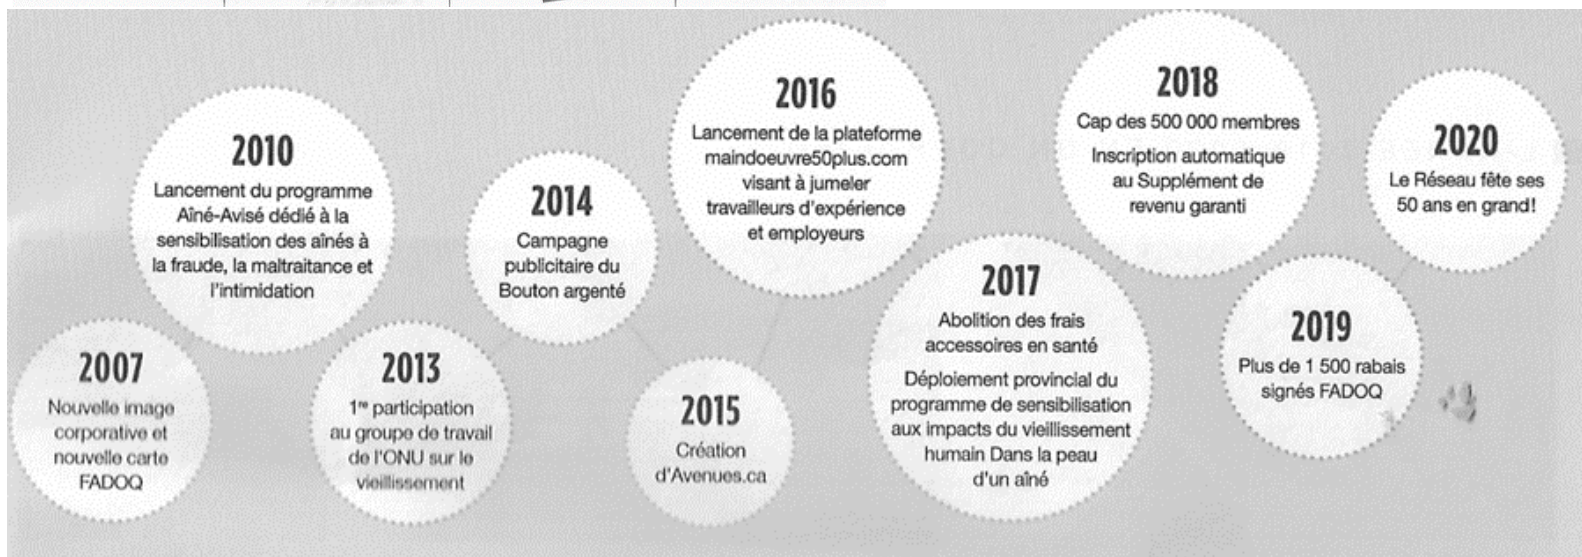 2007
Nouvelle image
corporative et
nouvelle carte
FADOQ
2010
Lancement du programme
Aîné-Avisé dédié à la
sensibilisation des aînés à
la fraude, la maltraitance et
l'intimidation
2013
1re participation
au groupe de travail
de l'ONU sur le
vieillissement
2014
Campagne
publicitaire du
Bouton argenté
2015
Création
d'Avenues.ca
2016
Lancement de la plateforme
maindoeuvre50plus.com
visant à jumeler
travailleurs d'expérience
et employeurs
2017
Abolition des frais
accessoires en santé
Déploiement provincial du
programme de sensibilisation
aux impacts du vieillissement
humain Dans la peau
d'un aîné
2018
Cap des 500 000 membres
Inscription automatique
au Supplément de
revenu garanti
2019
Plus de 1 500 rabais
signés FADOQ
2020
Le Réseau fête ses
50 ans en grand!